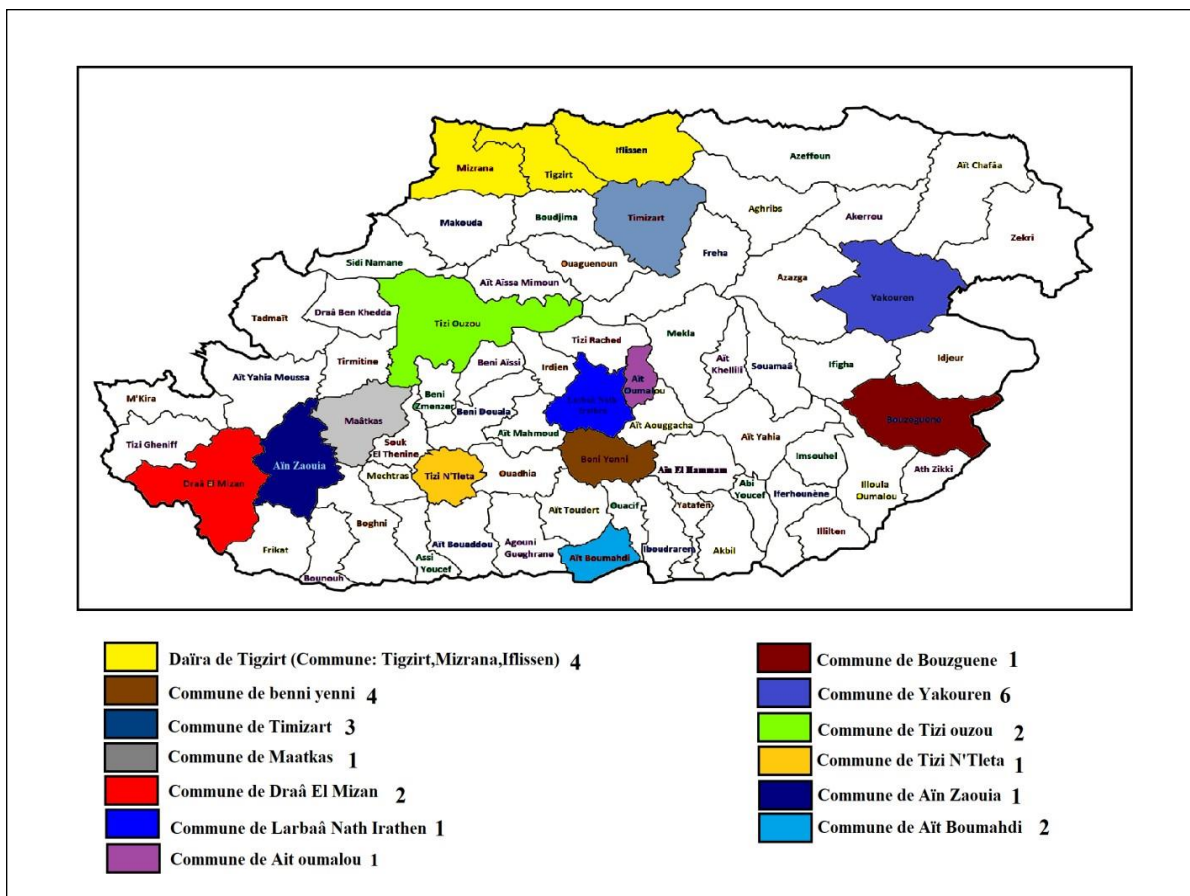 Iflissen
Mizrana
Tigzirt
Azeffoun
Aït Chafâa
Timizart
Aghribs
Akerrou
Makouda
Boudjima
Zekri
Freha
Sidi Namane
Ouaguenoun
Azazga
Aït Aïssa Mimoun
Yakouren
Draâ Ben Khedda
Tadmaït
Tizi Ouzou
Tizi Rached
Mekla
Idjeur
Tirmitine
Beni Aïssi
Irdjen
Aït
Khellili
Souamaâ
Ifigha
Aït Yahia Moussa
Aït
Oumalou
M'Kira
Beni
Zmenzer
Beni Douala
Maâtkas
Bouzeguene
Aït Aouggacha
Aït Mahmoud
Tizi Gheniff
Souk
El Thenine
Aït Yahia
Imsouhel
Aïn Zaouia
Beni Yenni
Aïn El Hammam
Ath Zikki
Mechtras
Tizi N'Tleta
Ouadhia
Draâ El Mizan
Abi
Youcef
Iferhounène
Illoula
Oumalou
Ouacif
Yatafen
Aït Toudert
Boghni
Illilten
Frikat
Aït Bouaddou
Agouni
Gueghrane
Iboudrarem
Akbil
Assi
Youcef
Aït Boumahdi
Bounouh
Daïra de Tigzirt (Commune: Tigzirt,Mizrana,Iflissen) 4
Commune de benni yenni 4
Commune de Timizart 3
Commune de Maatkas 1
Commune de Draâ El Mizan 2
Commune de Larbaâ Nath Irathen 1
Commune de Ait oumalou 1
Commune de Bouzguene 1
Commune de Yakouren 6
Commune de Tizi ouzou 2
Commune de Tizi N'Tleta 1
Commune de Aïn Zaouia 1
Commune de Aït Boumahdi 2